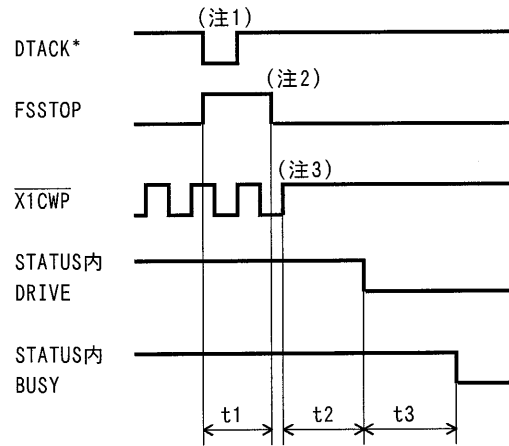 (注1)
DTACK*
(注2)
FSSTOP
(注3)
X1CWP
STATUS内
DRIVE
STATUS内
BUSY
t1 t2 t3